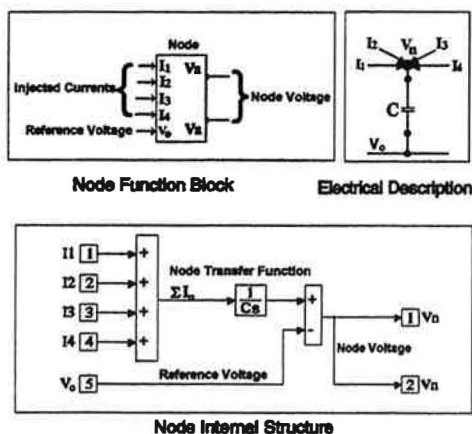 Node
Injected Currents
I1
I2
I3
I4
Reference Voltage
Vo
Vn
Vn
Node Voltage
Node Function Block
I2
Vn
I3
I1
I4
C
Vo
Electrical Description
I1 1 +
I2 2 +
I3 3 +
I4 4 +
Node Transfer Function
ΣIn
1
Cs
+
-
1 Vn
Node Voltage
Vo 5
Reference Voltage
2 Vn
Node Internal Structure